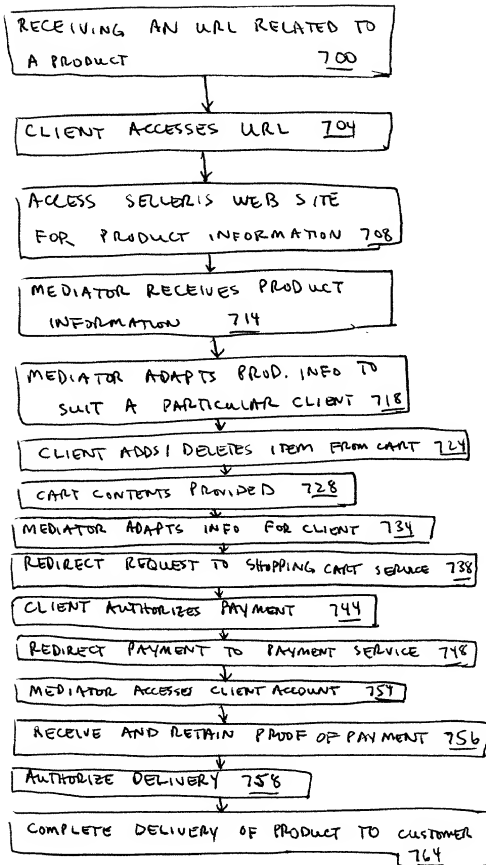 RECEIVING AN URL RELATED TO
A PRODUCT 700
CLIENT ACCESSES URL 704
ACCESS SELLER'S WEB SITE
FOR PRODUCT INFORMATION 708
MEDIATOR RECEIVES PRODUCT
INFORMATION 714
MEDIATOR ADAPTS PROD. INFO TO
SUIT A PARTICULAR CLIENT 718
CLIENT ADDS/DELETES ITEM FROM CART 724
CART CONTENTS PROVIDED 728
MEDIATOR ADAPTS INFO FOR CLIENT 734
REDIRECT REQUEST TO SHOPPING CART SERVICE 738
CLIENT AUTHORIZES PAYMENT 744
REDIRECT PAYMENT TO PAYMENT SERVICE 748
MEDIATOR ACCESSES CLIENT ACCOUNT 754
RECEIVE AND RETAIN PROOF OF PAYMENT 756
AUTHORIZE DELIVERY 758
COMPLETE DELIVERY OF PRODUCT TO CUSTOMER
764